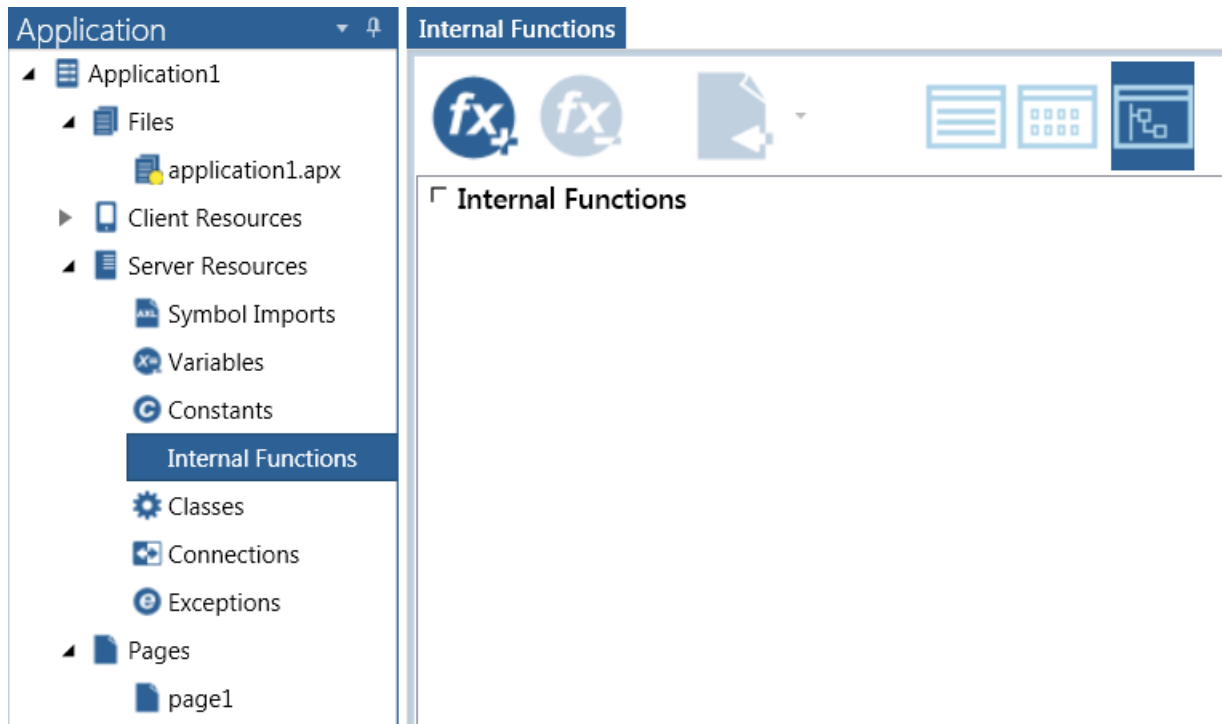 Application
Application1
Files
application1.apx
Client Resources
Server Resources
AXL
Symbol Imports
x=
Variables
C
Constants
Internal Functions
Classes
Connections
e
Exceptions
Pages
page1
Internal Functions
fx
fx
Internal Functions